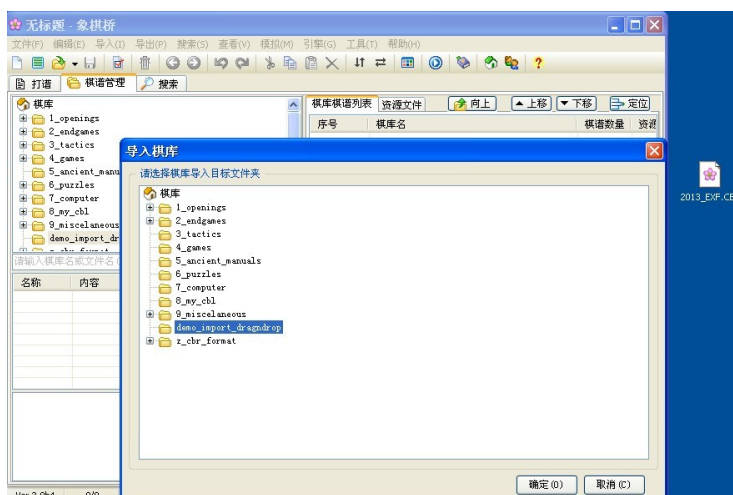 无标题 - 象棋桥
文件(F) 编辑(E) 导入(I) 导出(P) 搜索(S) 查看(V) 模拟(M) 引擎(G) 工具(T) 帮助(H)
打谱 棋谱管理 搜索
棋库
1_openings
2_endgames
3_tactics
4_games
5_ancient_manu
6_puzzles
7_computer
8_my_cbl
9_miscelaneous
demo_import_dr
请输入棋库名或文件名
名称 内容
棋库棋谱列表 资源文件 向上 上移 下移 定位
序号 棋库名 棋谱数量 资源
导入棋库
请选择棋库导入目标文件夹
棋库
1_openings
2_endgames
3_tactics
4_games
5_ancient_manuals
6_puzzles
7_computer
8_my_cbl
9_miscelaneous
demo_import_dragndrop
z_cbr_format
确定(O) 取消(C)
2013_EXF.CB